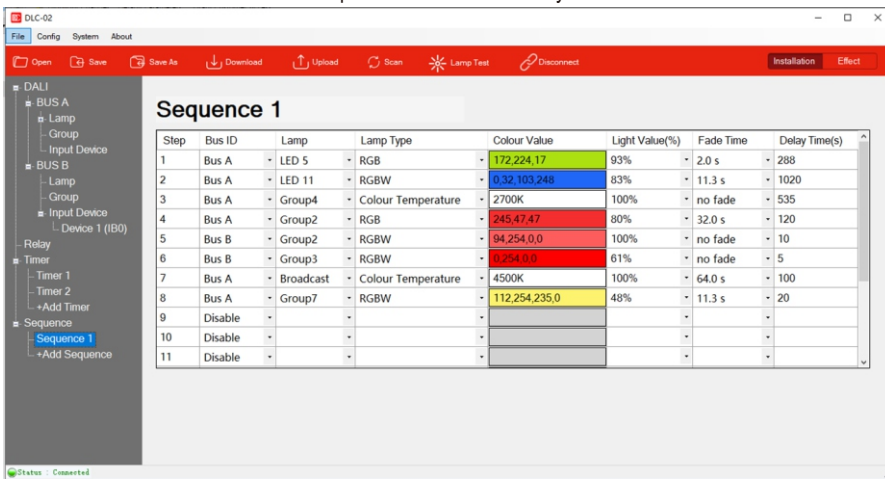 DLC-02
File Config System About
Open Save Save As Download Upload Scan Lamp Test Disconnect Installation Effect
DALI
BUS A
Lamp
Group
Input Device
BUS B
Lamp
Group
Input Device
Device 1 (IB0)
Relay
Timer
Timer 1
Timer 2
+Add Timer
Sequence
Sequence 1
+Add Sequence
Sequence 1
Step Bus ID Lamp Lamp Type Colour Value Light Value(%) Fade Time Delay Time(s)
1 Bus A LED 5 RGB 172,224,17 93% 2.0 s 288
2 Bus A LED 11 RGBW 0,32,103,248 83% 11.3 s 1020
3 Bus A Group4 Colour Temperature 2700K 100% no fade 535
4 Bus A Group2 RGB 245,47,47 80% 32.0 s 120
5 Bus B Group2 RGBW 94,254,0,0 100% no fade 10
6 Bus B Group3 RGBW 0,254,0,0 61% no fade 5
7 Bus A Broadcast Colour Temperature 4500K 100% 64.0 s 100
8 Bus A Group7 RGBW 112,254,235,0 48% 11.3 s 20
9 Disable
10 Disable
11 Disable
Status : Connected